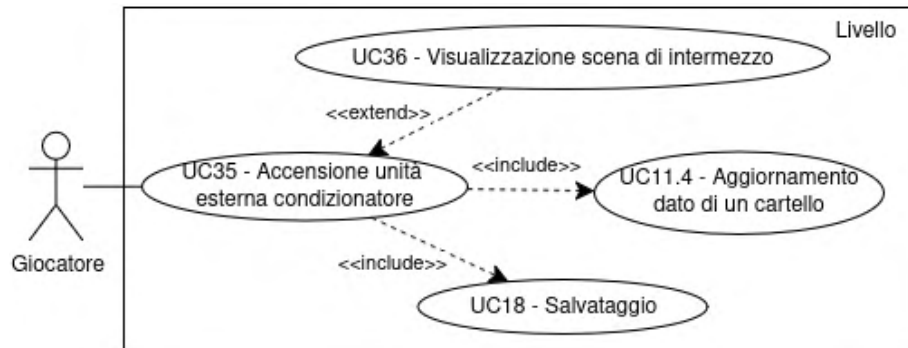 Livello
UC36 - Visualizzazione scena di intermezzo
<<extend>>
UC35 - Accensione unità
esterna condizionatore
<<include>>
UC11.4 - Aggiornamento
dato di un cartello
Giocatore
<<include>>
UC18 - Salvataggio